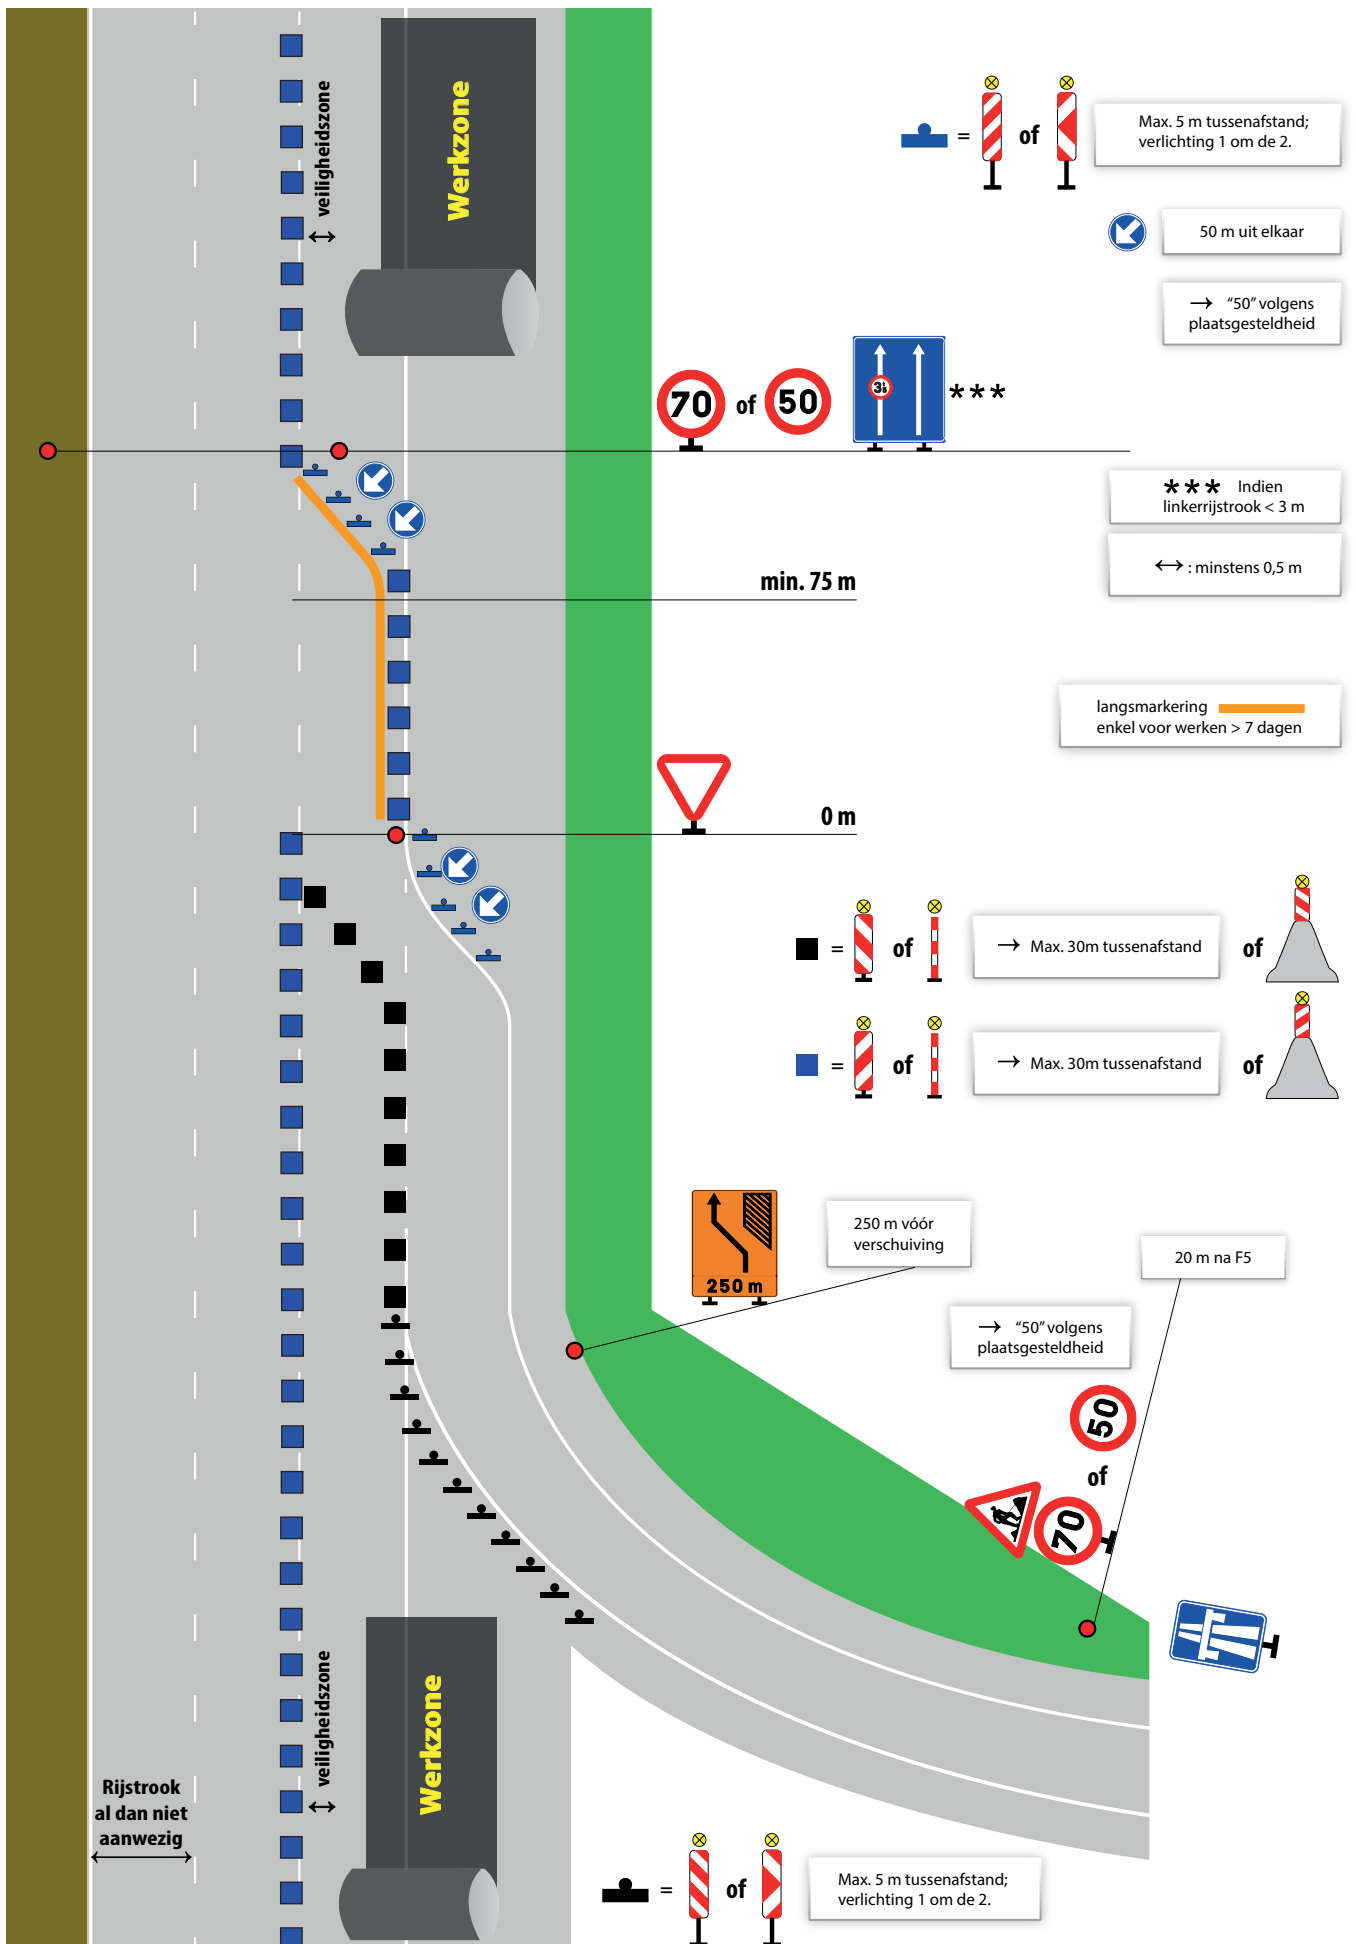 veiligheidszone
Werkzone
= of
Max. 5 m tussenafstand;
verlichting 1 om de 2.
50 m uit elkaar
→ “50” volgens
plaatsgesteldheid
70 of 50
*** 
*** Indien
linkerrijstrook < 3 m
↔ : minstens 0,5 m
min. 75 m
langsmarkering
enkel voor werken > 7 dagen
0 m
= of → Max. 30m tussenafstand of
= of → Max. 30m tussenafstand of
250 m
250 m vóór
verschuiving
20 m na F5
→ “50” volgens
plaatsgesteldheid
50
of
70
veiligheidszone
Werkzone
Rijstrook
al dan niet
aanwezig
= of
Max. 5 m tussenafstand;
verlichting 1 om de 2.